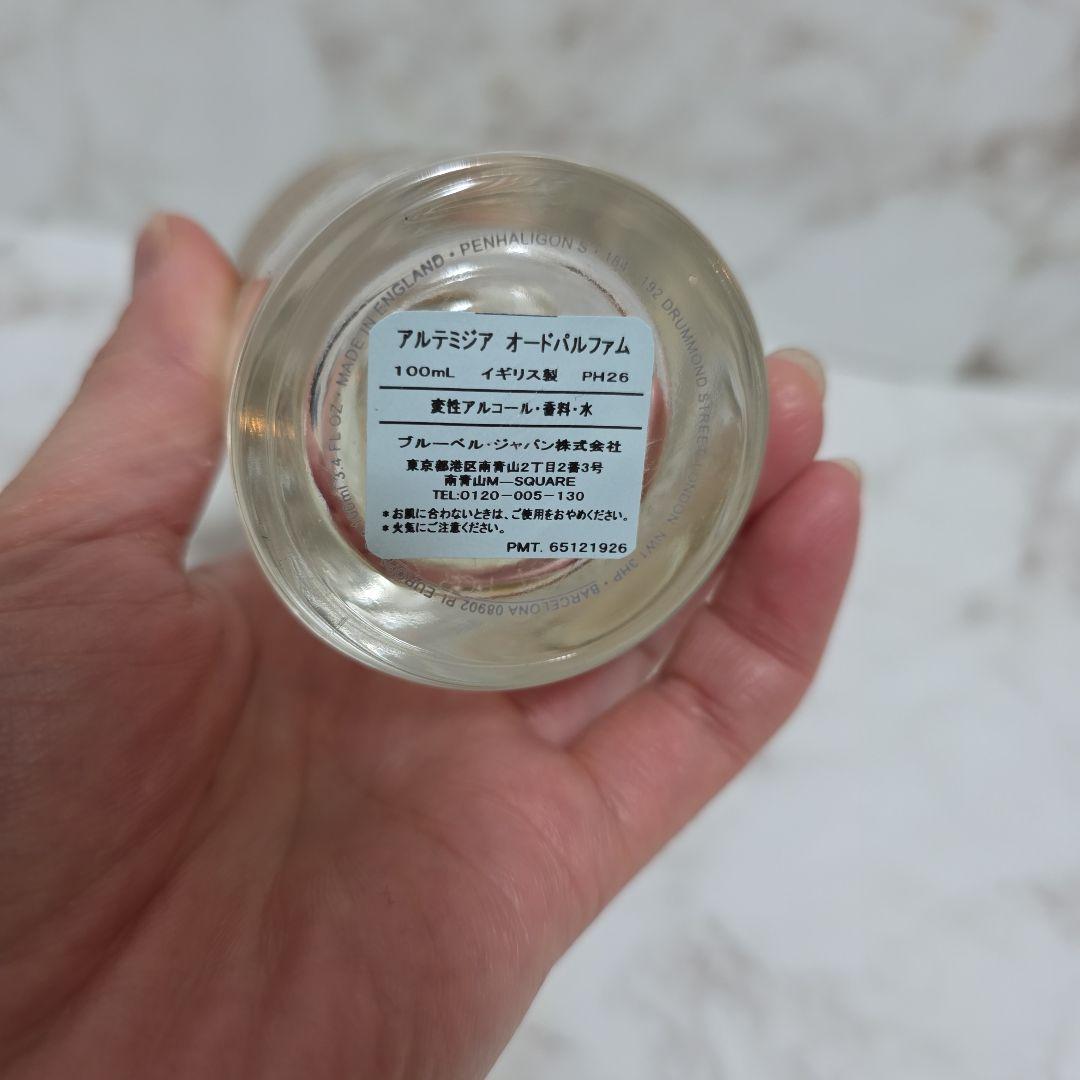 アルテミジア オードパルファム
100mL イギリス製 PH26
変性アルコール・香料・水
ブルーベル・ジャパン株式会社
東京都港区南青山2丁目2番3号
南青山M—SQUARE
TEL:0120-005-130
*お肌に合わないときは、ご使用をおやめください。
*火気にご注意ください。
PMT. 65121926
100ml 3.4 FL OZ · MADE IN ENGLAND · PENHALIGON'S · 184 - 192 DRUMMOND STREET LONDON NW1 3HP · BARCELONA 08902 PL EUROPA